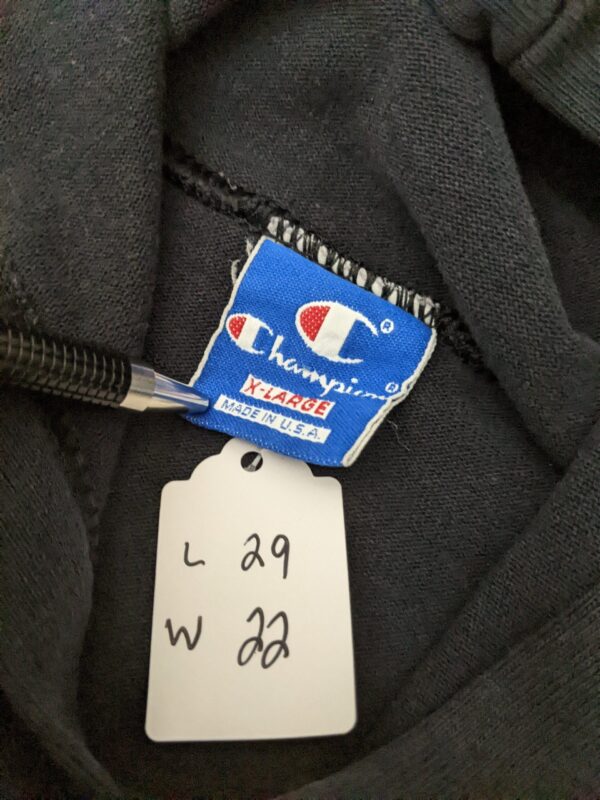 ®
Champion®
X-LARGE
MADE IN U.S.A.
L 29
W 22